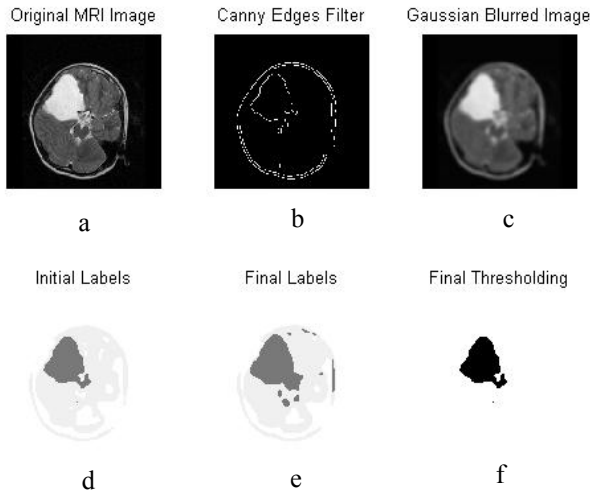 Original MRI Image
Canny Edges Filter
Gaussian Blurred Image
a
b
c
Initial Labels
Final Labels
Final Thresholding
d
e
f